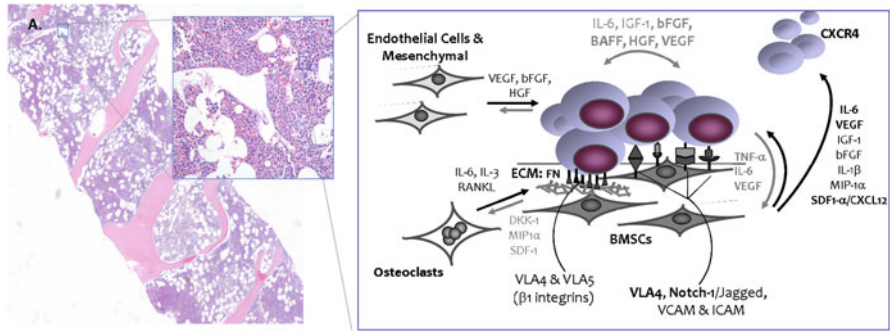 A.
Endothelial Cells &
Mesenchymal
VEGF, bFGF,
HGF
IL-6, IGF-1, bFGF,
BAFF, HGF, VEGF
CXCR4
IL-6
VEGF
IGF-1
bFGF
IL-1β
MIP-1α
SDF1-α/CXCL12
TNF-α
IL-6
VEGF
IL-6, IL-3
RANKL
ECM: FN
DKK-1
MIP1α
SDF-1
Osteoclasts
BMSCs
VLA4 & VLA5
(β1 integrins)
VLA4, Notch-1/Jagged,
VCAM & ICAM